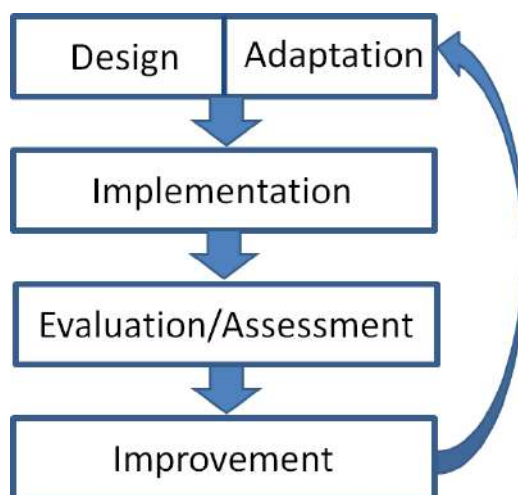 Design Adaptation
Implementation
Evaluation/Assessment
Improvement